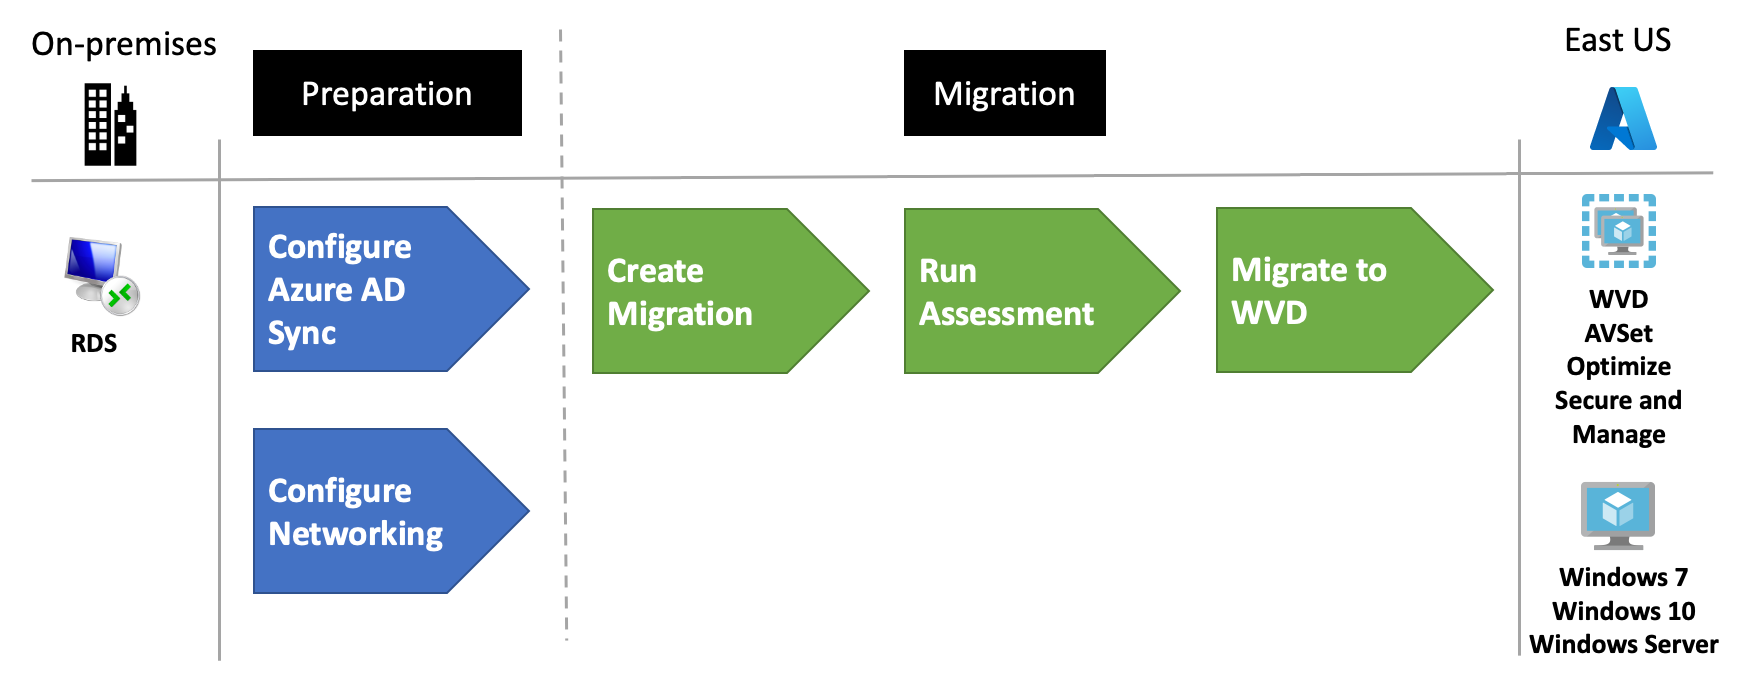 On-premises
Preparation
Migration
East US
RDS
Configure
Azure AD
Sync
Configure
Networking
Create
Migration
Run
Assessment
Migrate to
WVD
WVD
AVSet
Optimize
Secure and
Manage
Windows 7
Windows 10
Windows Server